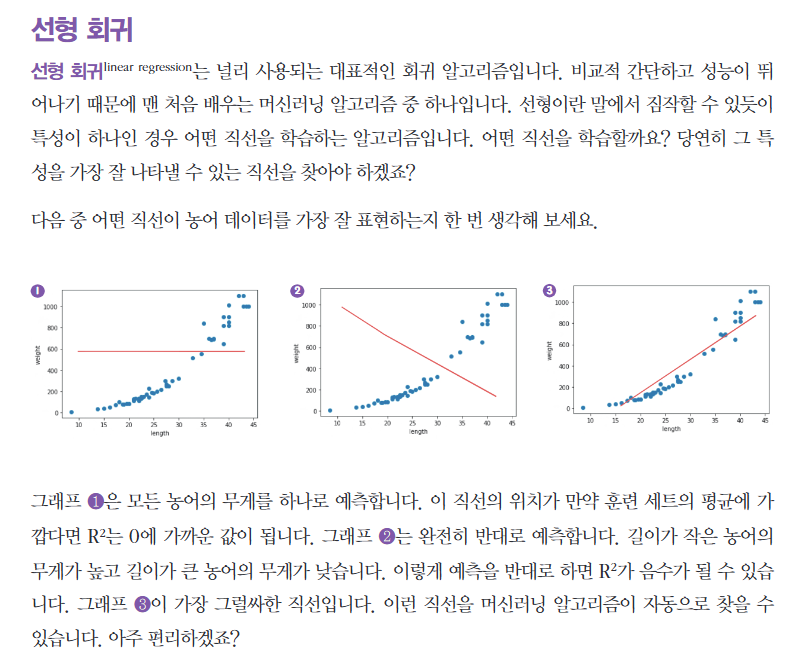 선형 회귀
선형 회귀linear regression는 널리 사용되는 대표적인 회귀 알고리즘입니다. 비교적 간단하고 성능이 뛰
어나기 때문에 맨 처음 배우는 머신러닝 알고리즘 중 하나입니다. 선형이란 말에서 짐작할 수 있듯이
특성이 하나인 경우 어떤 직선을 학습하는 알고리즘입니다. 어떤 직선을 학습할까요? 당연히 그 특
성을 가장 잘 나타낼 수 있는 직선을 찾아야 하겠죠?
다음 중 어떤 직선이 농어 데이터를 가장 잘 표현하는지 한 번 생각해 보세요.
1
1000
800
600
400
200
0
weight
10 15 20 25 30 35 40 45
length
2
1000
800
600
400
200
0
weight
10 15 20 25 30 35 40 45
length
3
1000
800
600
400
200
0
weight
10 15 20 25 30 35 40 45
length
그래프 ❶은 모든 농어의 무게를 하나로 예측합니다. 이 직선의 위치가 만약 훈련 세트의 평균에 가
깝다면 R²는 0에 가까운 값이 됩니다. 그래프 ❷는 완전히 반대로 예측합니다. 길이가 작은 농어의
무게가 높고 길이가 큰 농어의 무게가 낮습니다. 이렇게 예측을 반대로 하면 R²가 음수가 될 수 있습
니다. 그래프 ❸이 가장 그럴싸한 직선입니다. 이런 직선을 머신러닝 알고리즘이 자동으로 찾을 수
있습니다. 아주 편리하겠죠?